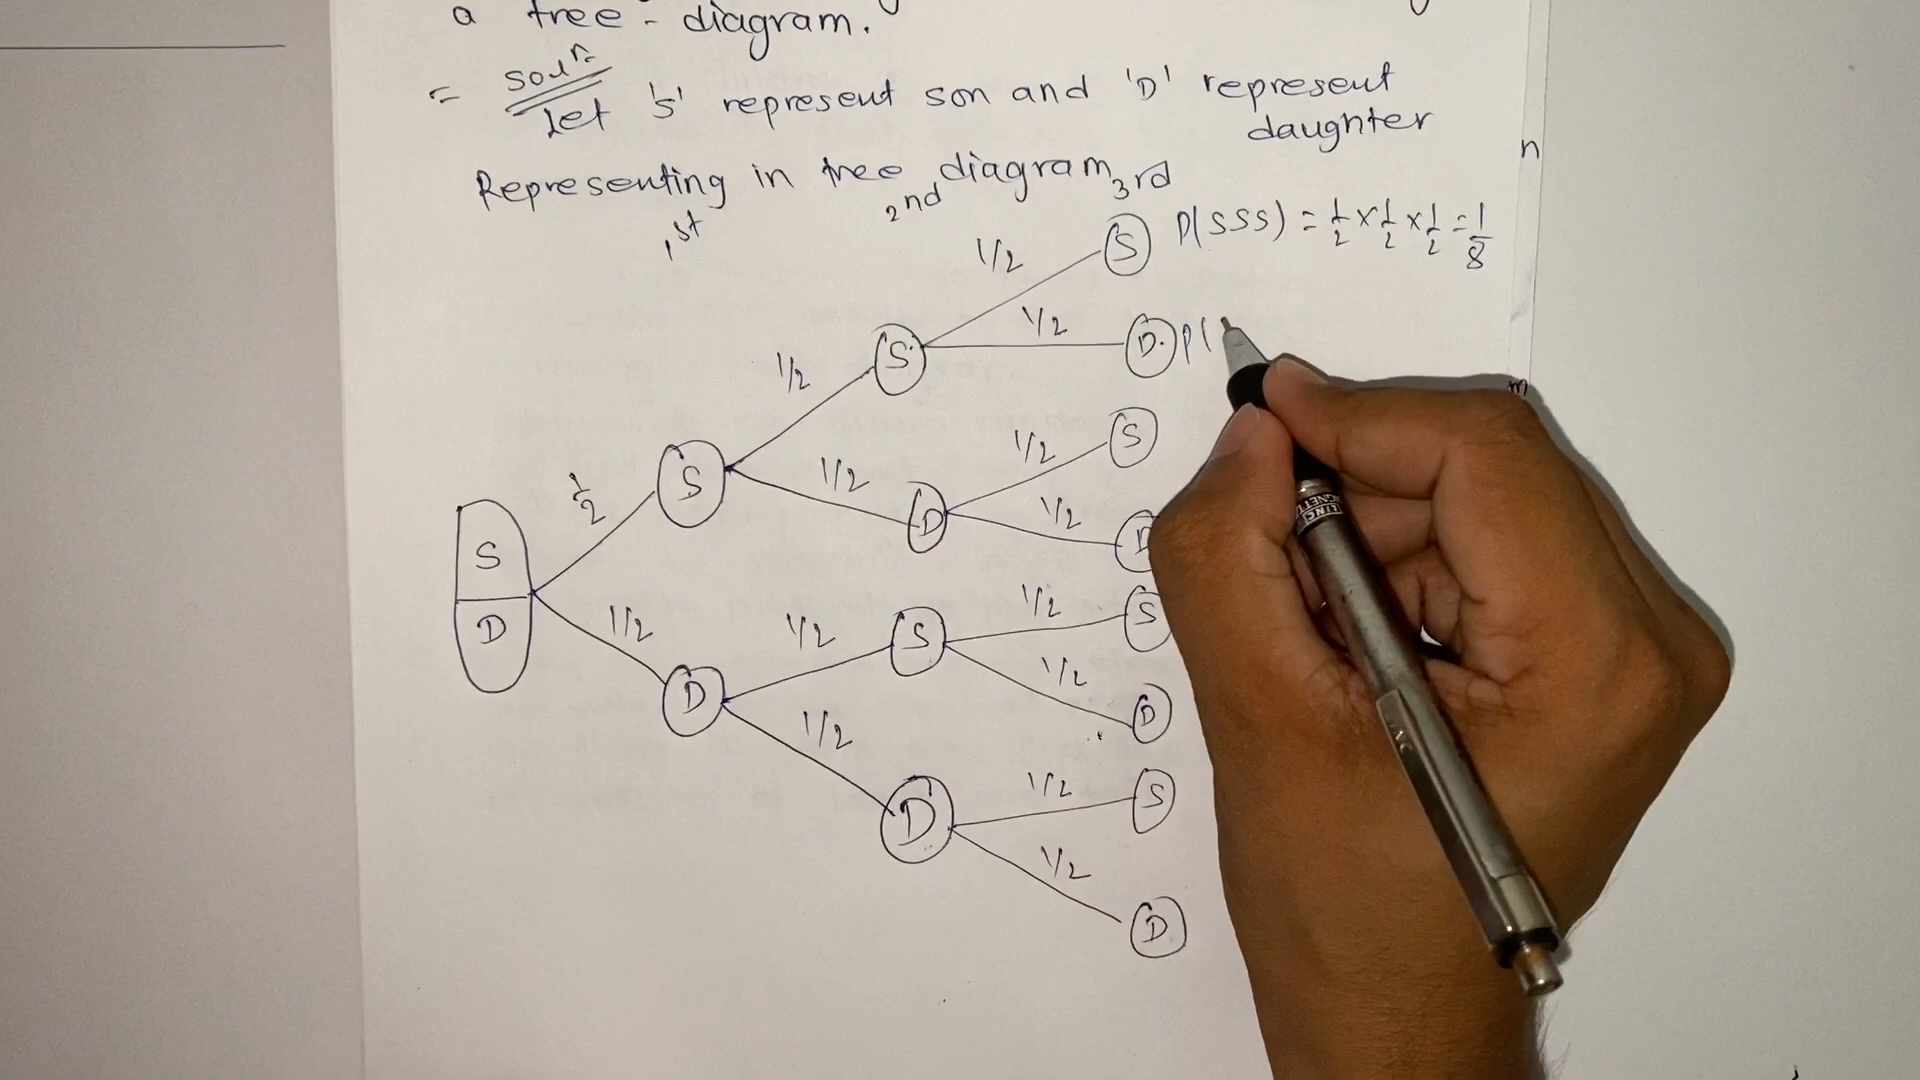 a tree - diagram.
= soln
Let 'S' represent son and 'D' represent
daughter
Representing in tree diagram
1st 2nd 3rd
S P(SSS) = 1/2 × 1/2 × 1/2 = 1/8
1/2
1/2 D P(
S
1/2
1/2 S
S
1/2
1/2 D
1/2 D
S
D
1/2 S
1/2 S
1/2
1/2 D
D
1/2 D
1/2 S
1/2 D
n
m